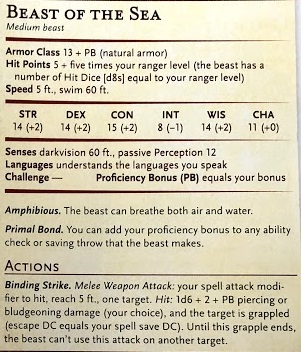 BEAST OF THE SEA
Medium beast
Armor Class 13 + PB (natural armor)
Hit Points 5 + five times your ranger level (the beast has
a number of Hit Dice [d8s] equal to your ranger level)
Speed 5 ft., swim 60 ft.
STR DEX CON INT WIS CHA
14 (+2) 14 (+2) 15 (+2) 8 (−1) 14 (+2) 11 (+0)
Senses darkvision 60 ft., passive Perception 12
Languages understands the languages you speak
Challenge — Proficiency Bonus (PB) equals your bonus
Amphibious. The beast can breathe both air and water.
Primal Bond. You can add your proficiency bonus to any ability
check or saving throw that the beast makes.
ACTIONS
Binding Strike. Melee Weapon Attack: your spell attack modi-
fier to hit, reach 5 ft., one target. Hit: 1d6 + 2 + PB piercing or
bludgeoning damage (your choice), and the target is grappled
(escape DC equals your spell save DC). Until this grapple ends,
the beast can't use this attack on another target.